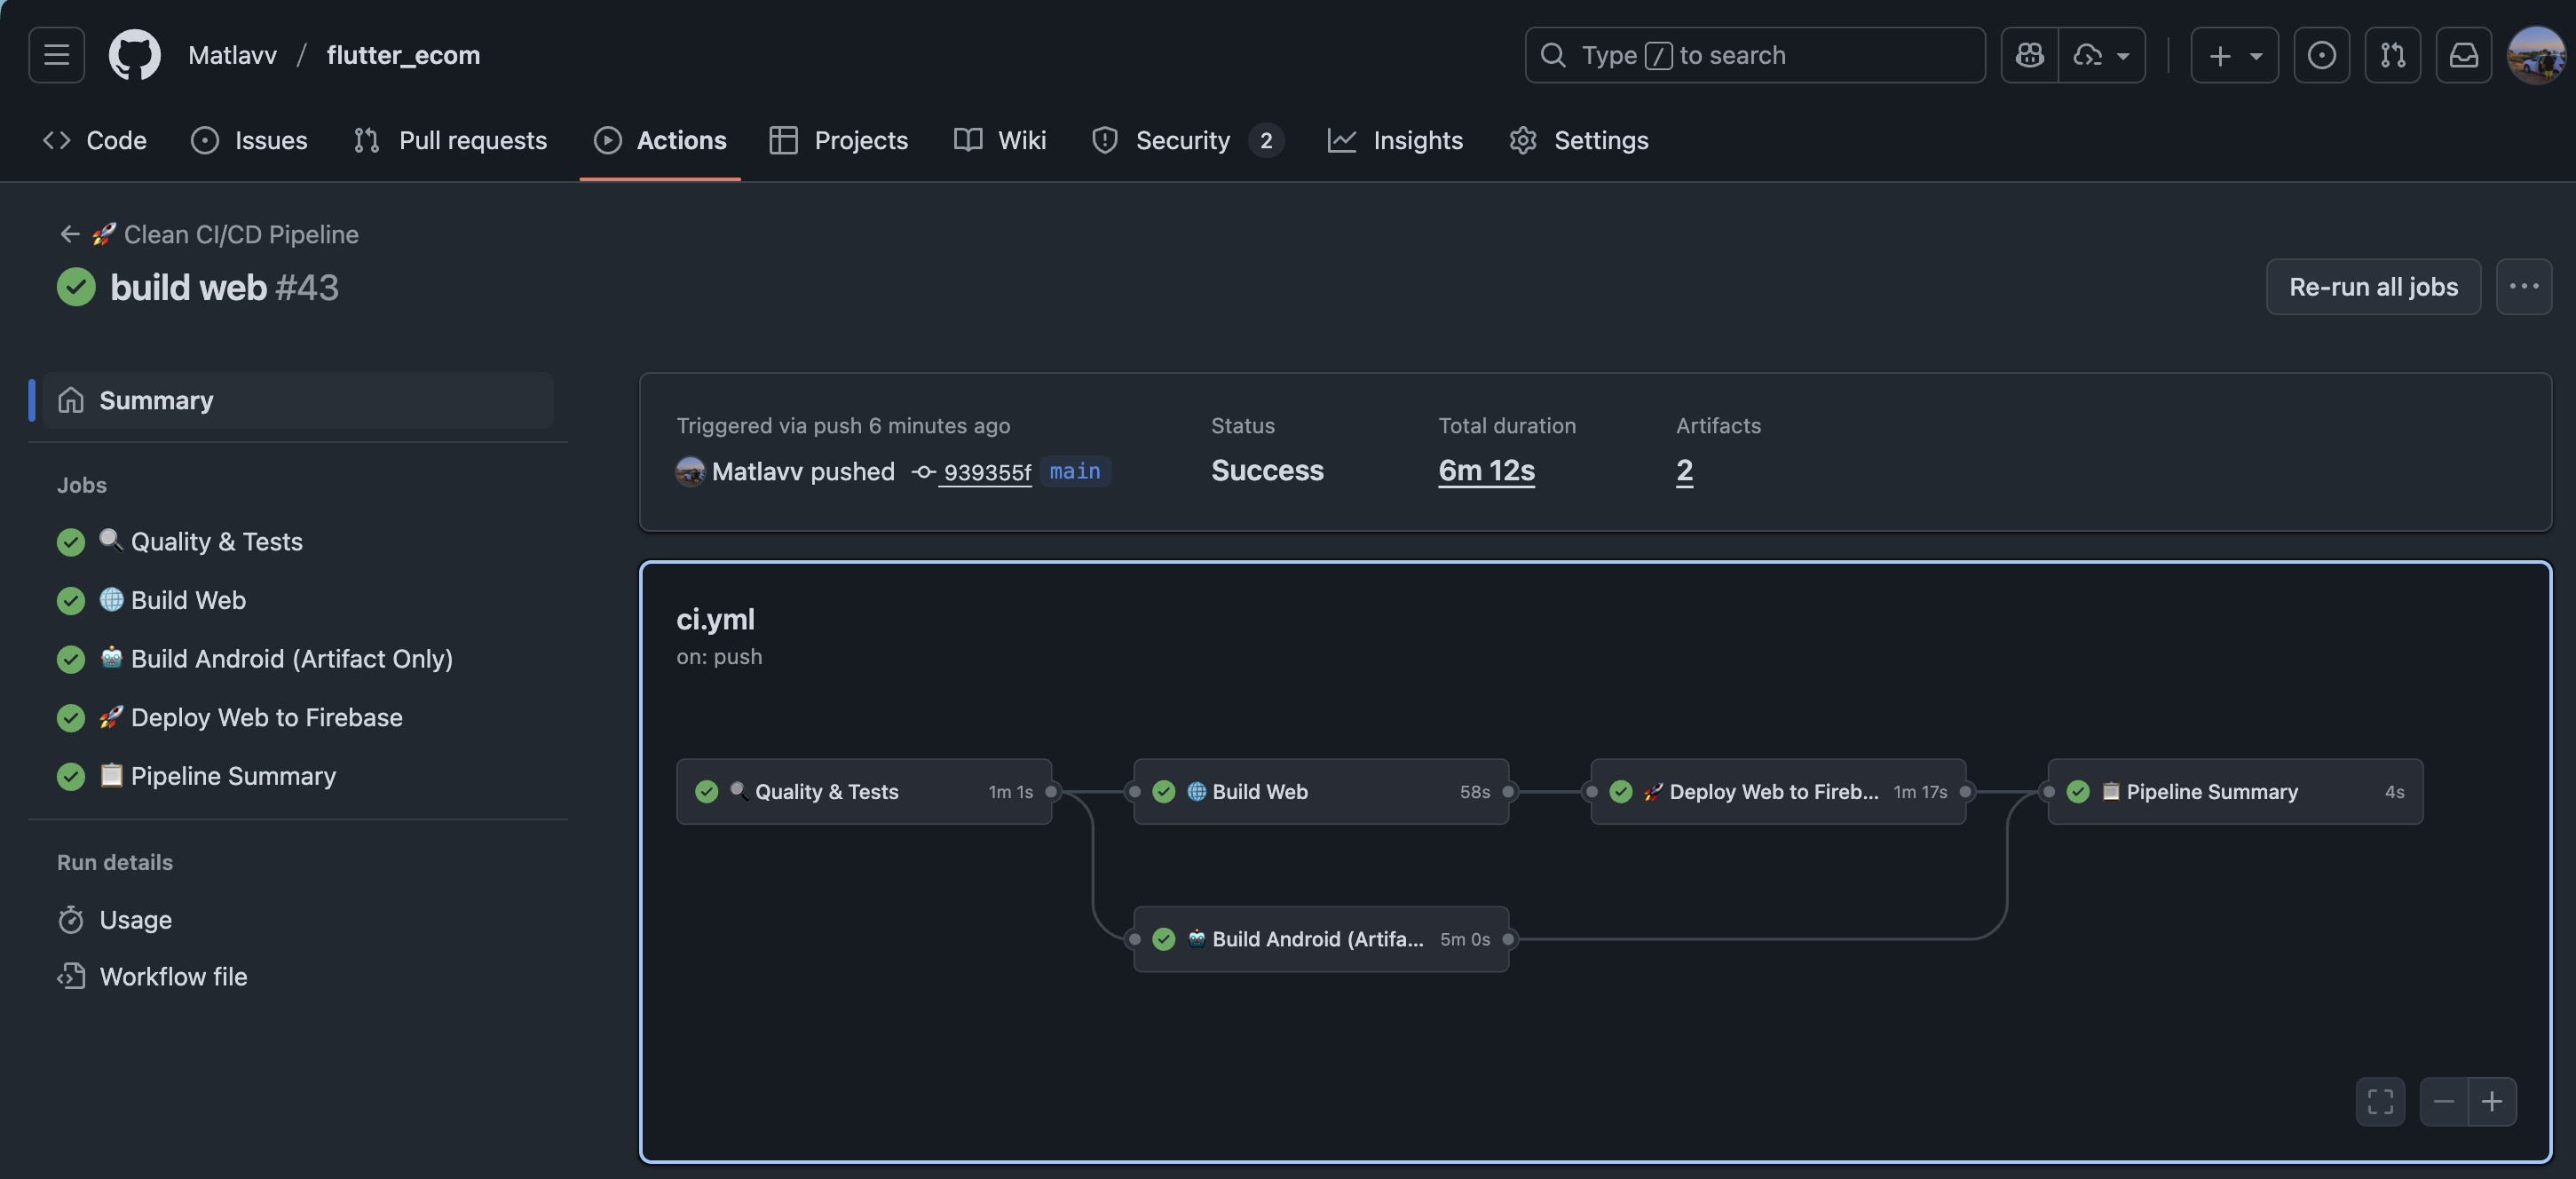 Matlavv / flutter_ecom
Type / to search
Code
Issues
Pull requests
Actions
Projects
Wiki
Security 2
Insights
Settings
← 🚀 Clean CI/CD Pipeline
build web #43
Re-run all jobs
Summary
Jobs
🔍 Quality & Tests
🌐 Build Web
🤖 Build Android (Artifact Only)
🚀 Deploy Web to Firebase
📋 Pipeline Summary
Run details
Usage
Workflow file
Triggered via push 6 minutes ago
Matlavv pushed 939355f main
Status
Success
Total duration
6m 12s
Artifacts
2
ci.yml
on: push
🔍 Quality & Tests 1m 1s
🌐 Build Web 58s
🚀 Deploy Web to Fireb... 1m 17s
📋 Pipeline Summary 4s
🤖 Build Android (Artifa... 5m 0s